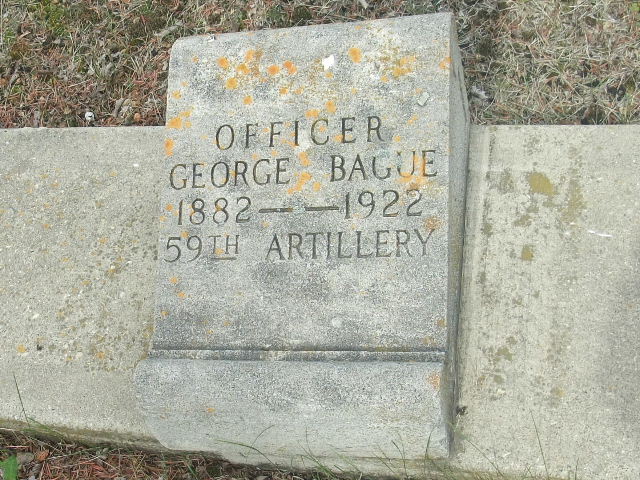 OFFICER
GEORGE BAGUE
1882——1922
59TH ARTILLERY